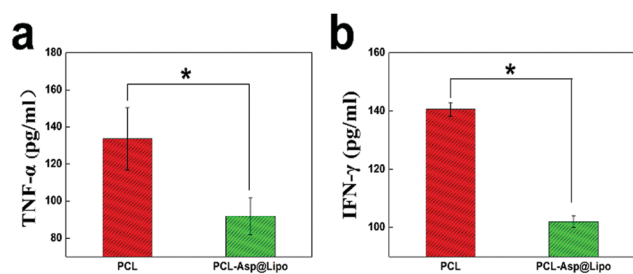 a
TNF-α (pg/ml)
180
160
140
120
100
80
*
PCL
PCL-Asp@Lipo
b
IFN-γ (pg/ml)
160
140
120
100
*
PCL
PCL-Asp@Lipo